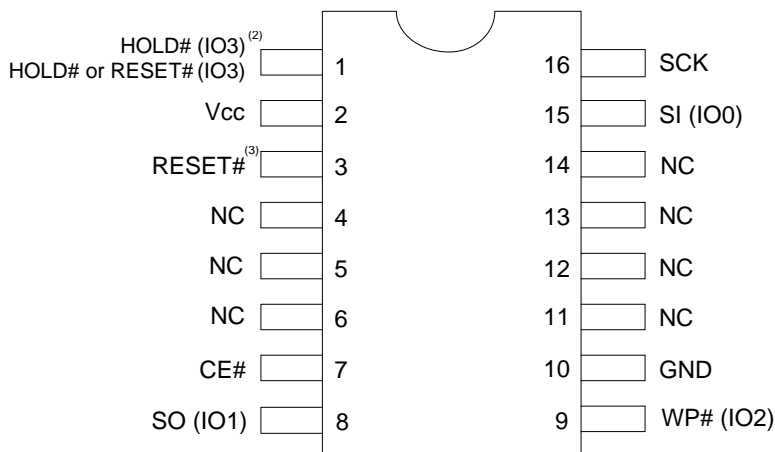 HOLD# (IO3) (2)
HOLD# or RESET# (IO3) 1 16 SCK
Vcc 2 15 SI (IO0)
RESET# (3) 3 14 NC
NC 4 13 NC
NC 5 12 NC
NC 6 11 NC
CE# 7 10 GND
SO (IO1) 8 9 WP# (IO2)